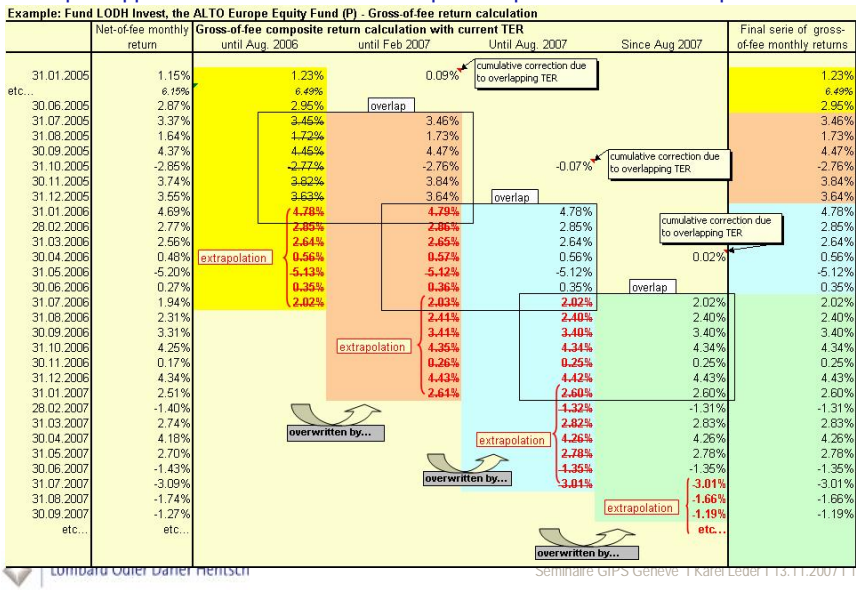 Example: Fund LODH Invest, the ALTO Europe Equity Fund (P) - Gross-of-fee return calculation
Net-of-fee monthly return Gross-of-fee composite return calculation with current TER Final serie of gross-of-fee monthly returns
until Aug. 2006 until Feb 2007 Until Aug. 2007 Since Aug 2007
cumulative correction due to overlapping TER
31.01.2005 1.15% 1.23% 0.09% 1.23%
etc... 6.15% 6.49% 6.49%
30.06.2005 2.87% 2.95% overlap 2.95%
31.07.2005 3.37% 3.45% 3.46% 3.46%
31.08.2005 1.64% 1.72% 1.73% 1.73%
30.09.2005 4.37% 4.45% 4.47% 4.47%
cumulative correction due to overlapping TER
31.10.2005 -2.85% -2.77% -2.76% -0.07% -2.76%
30.11.2005 3.74% 3.82% 3.84% 3.84%
31.12.2005 3.55% 3.63% 3.64% overlap 3.64%
31.01.2006 4.69% 4.78% 4.79% 4.78% 4.78%
cumulative correction due to overlapping TER
28.02.2006 2.77% 2.85% 2.86% 2.85% 2.85%
31.03.2006 2.56% 2.64% 2.65% 2.64% 2.64%
30.04.2006 0.48% extrapolation 0.56% 0.57% 0.56% 0.02% 0.56%
31.05.2006 -5.20% -5.13% -5.12% -5.12% -5.12%
30.06.2006 0.27% 0.35% 0.36% 0.35% overlap 0.35%
31.07.2006 1.94% 2.02% 2.03% 2.02% 2.02% 2.02%
31.08.2006 2.31% 2.41% 2.40% 2.40% 2.40%
30.09.2006 3.31% 3.41% 3.40% 3.40% 3.40%
31.10.2006 4.25% extrapolation 4.35% 4.34% 4.34% 4.34%
30.11.2006 0.17% 0.26% 0.25% 0.25% 0.25%
31.12.2006 4.34% 4.43% 4.42% 4.43% 4.43%
31.01.2007 2.51% 2.61% 2.60% 2.60% 2.60%
28.02.2007 -1.40% -1.32% -1.31% -1.31%
31.03.2007 2.74% 2.82% 2.83% 2.83%
overwritten by...
30.04.2007 4.18% extrapolation 4.26% 4.26% 4.26%
31.05.2007 2.70% 2.78% 2.78% 2.78%
30.06.2007 -1.43% -1.35% -1.35% -1.35%
overwritten by...
31.07.2007 -3.09% -3.01% -3.01% -3.01%
31.08.2007 -1.74% -1.66% -1.66%
30.09.2007 -1.27% extrapolation -1.19% -1.19%
etc... etc... etc...
overwritten by...
Lombard Odier Darier Hentsch
Séminaire GIPS Genève I Karel Leder I 13.11.2007 I 1